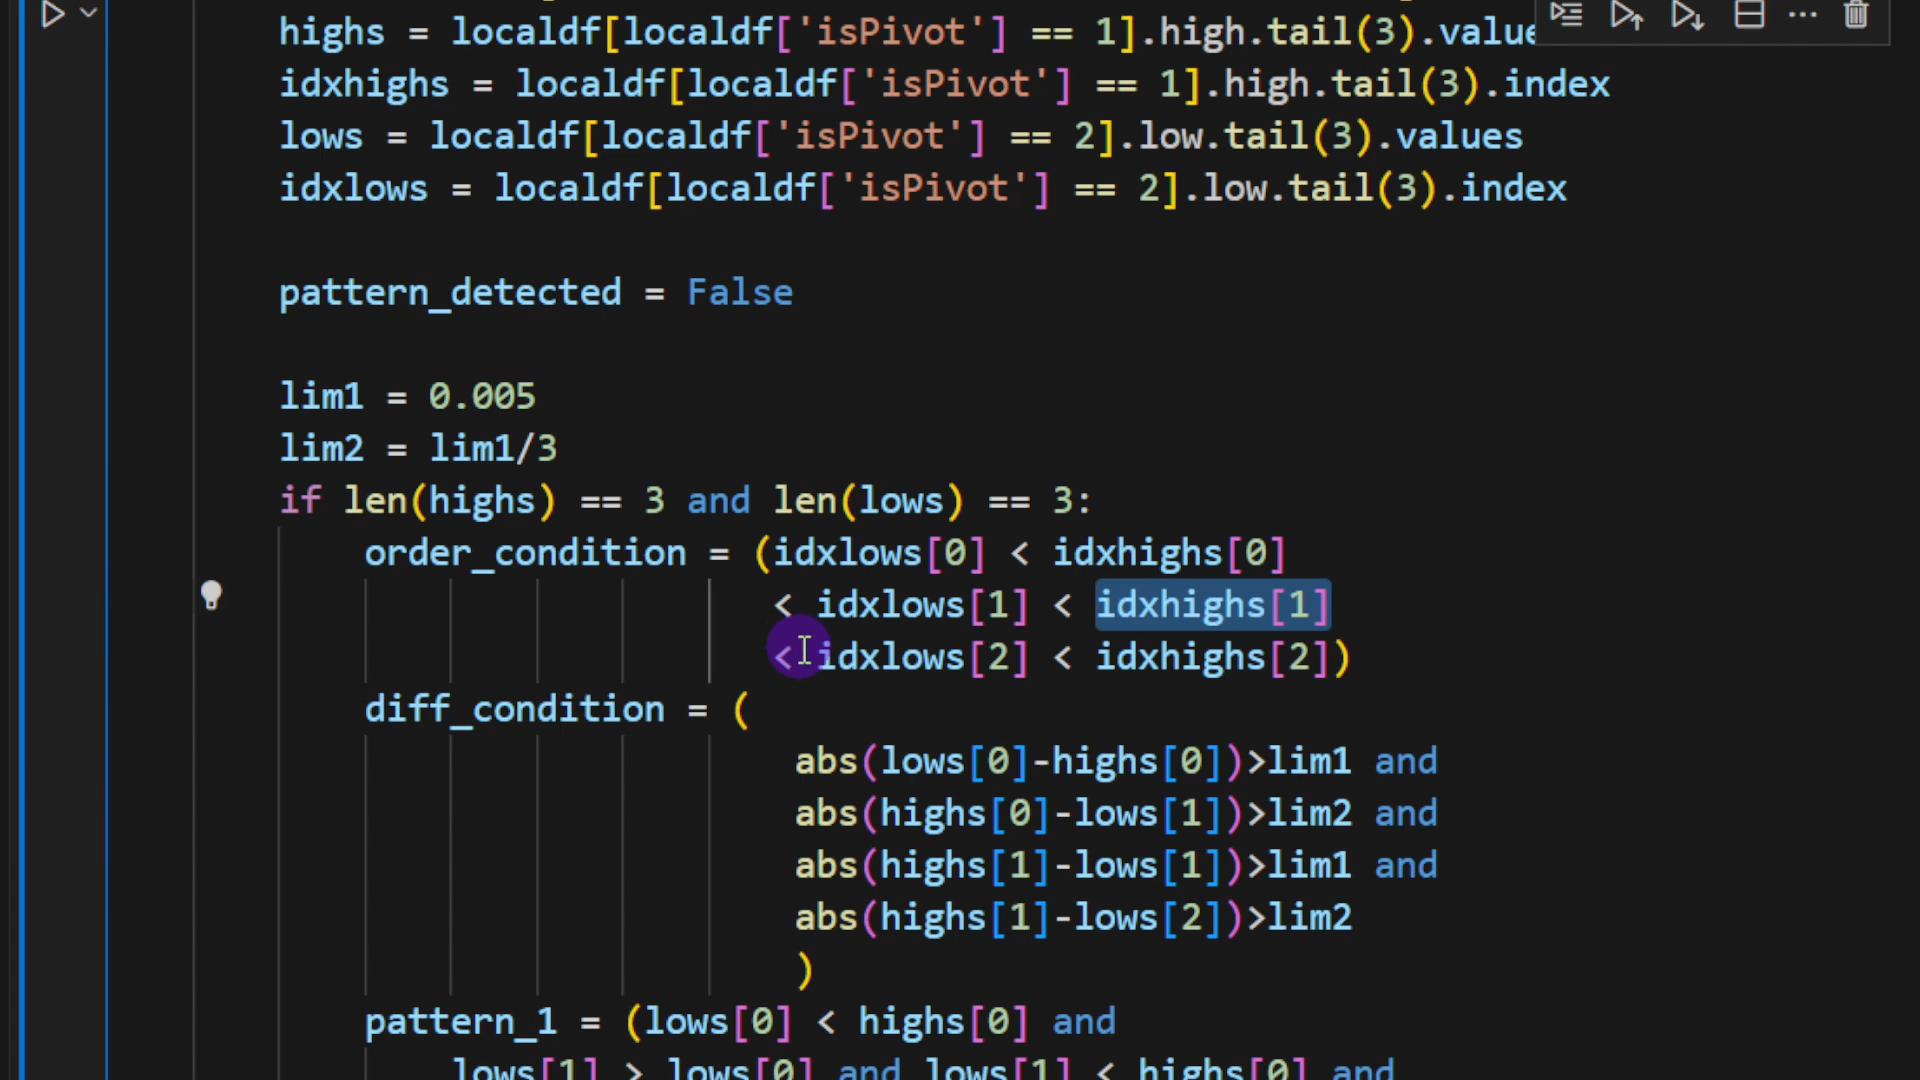 highs = localdf[localdf['isPivot'] == 1].high.tail(3).value
idxhighs = localdf[localdf['isPivot'] == 1].high.tail(3).index
lows = localdf[localdf['isPivot'] == 2].low.tail(3).values
idxlows = localdf[localdf['isPivot'] == 2].low.tail(3).index
pattern_detected = False
lim1 = 0.005
lim2 = lim1/3
if len(highs) == 3 and len(lows) == 3:
order_condition = (idxlows[0] < idxhighs[0]
< idxlows[1] < idxhighs[1]
< idxlows[2] < idxhighs[2])
diff_condition = (
abs(lows[0]-highs[0])>lim1 and
abs(highs[0]-lows[1])>lim2 and
abs(highs[1]-lows[1])>lim1 and
abs(highs[1]-lows[2])>lim2
)
pattern_1 = (lows[0] < highs[0] and
lows[1] > lows[0] and lows[1] < highs[0] and